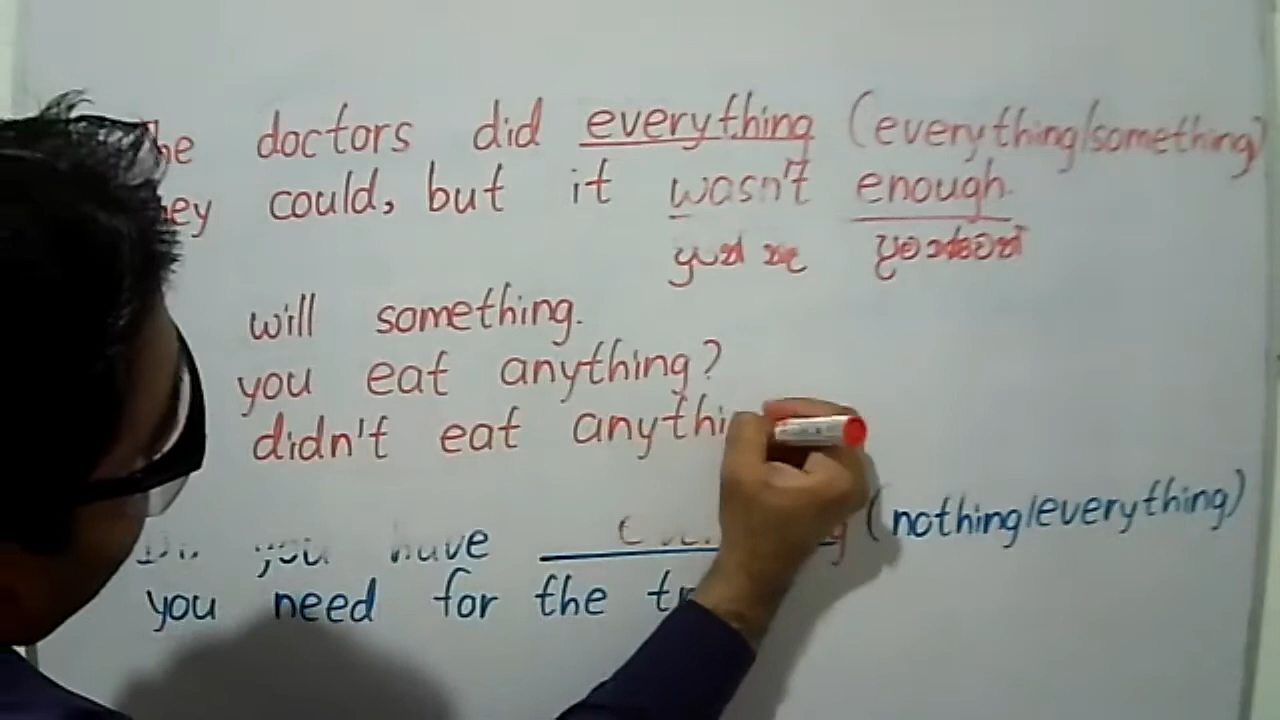 he doctors did everything (everything/something)
ey could, but it wasn't enough.
will something.
you eat anything?
didn't eat anythi
you have (nothing/everything)
you need for the tr